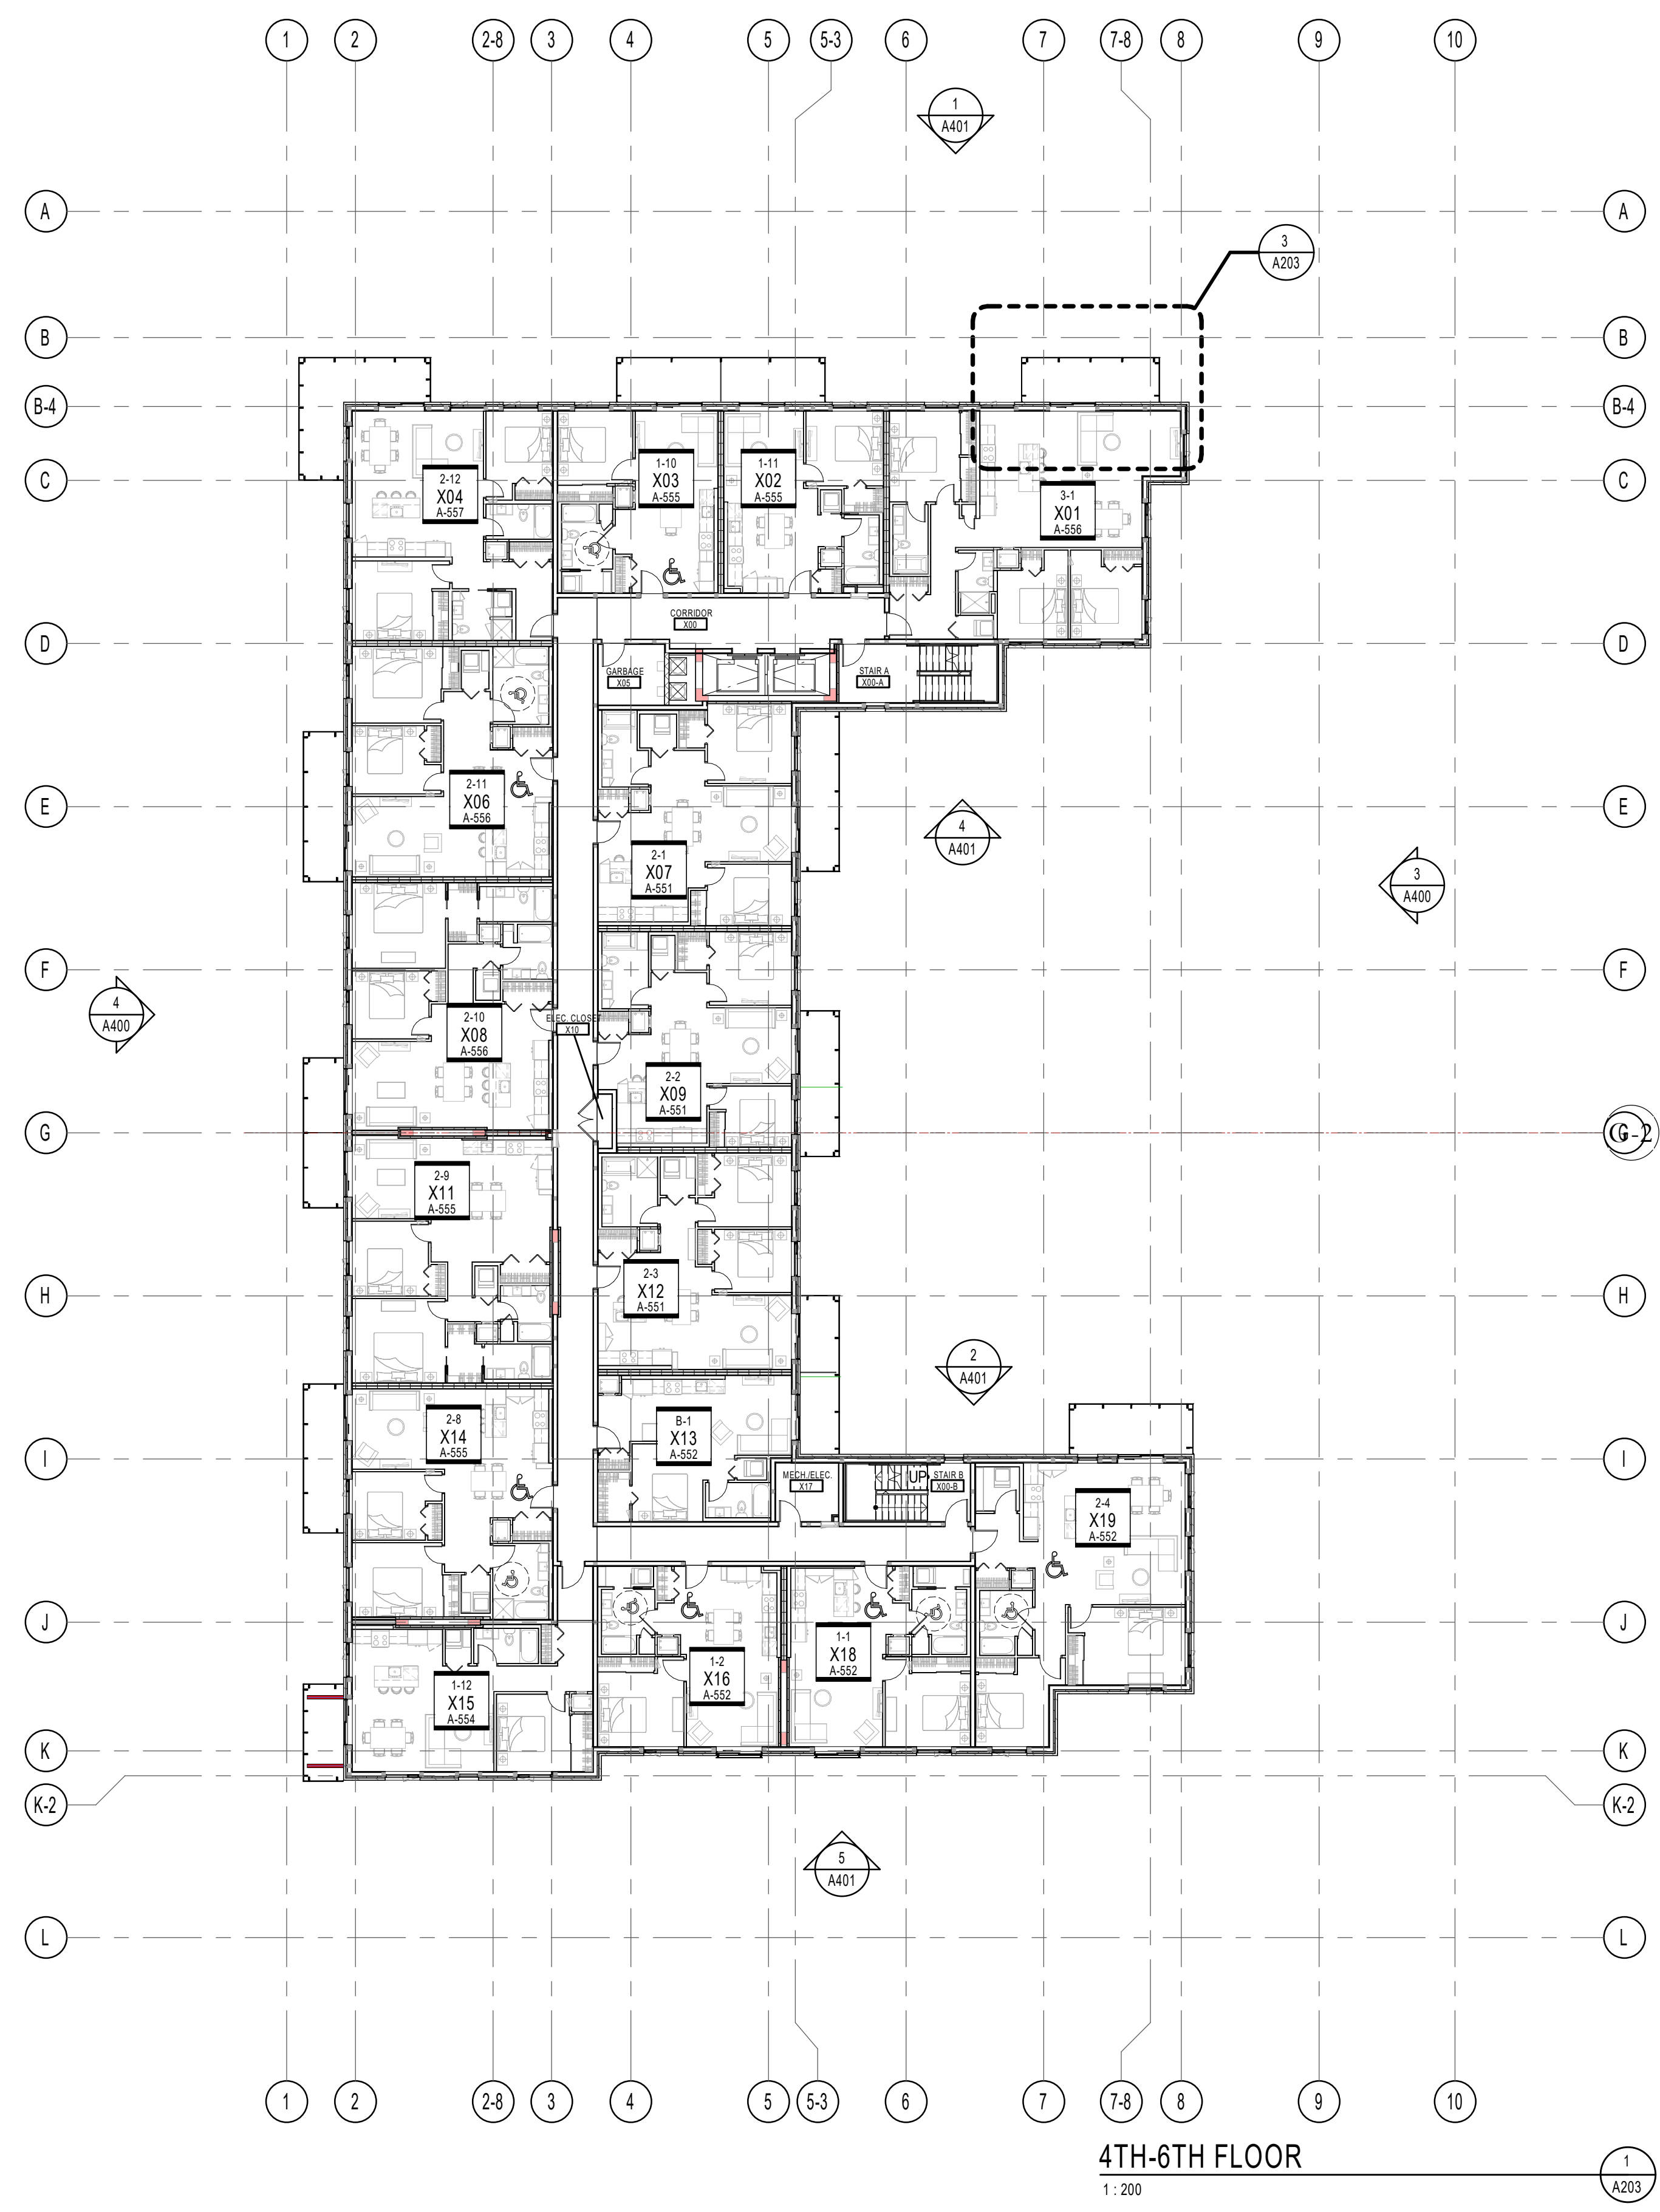 1 2 2-8 3 4 5 5-3 6 7 7-8 8 9 10
1
A401
A A
3
A203
B B
B-4 B-4
C C
2-12
X04
A-557
1-10
X03
A-555
1-11
X02
A-555
3-1
X01
A-556
CORRIDOR
X00
D D
GARBAGE
X05
STAIR A
X00-A
2-11
X06
A-556
E E
4
A401
2-1
X07
A-551
3
A400
F F
4
A400
2-10
X08
A-556
ELEC. CLOSET
X10
2-2
X09
A-551
G G
G-2
2-9
X11
A-555
H H
2-3
X12
A-551
2
A401
2-8
X14
A-555
B-1
X13
A-552
I I
MECH./ELEC.
X17
UP
STAIR B
X00-B
2-4
X19
A-552
J J
1-2
X16
A-552
1-1
X18
A-552
1-12
X15
A-554
K K
K-2 K-2
5
A401
L L
1 2 2-8 3 4 5 5-3 6 7 7-8 8 9 10
4TH-6TH FLOOR
1 : 200
1
A203